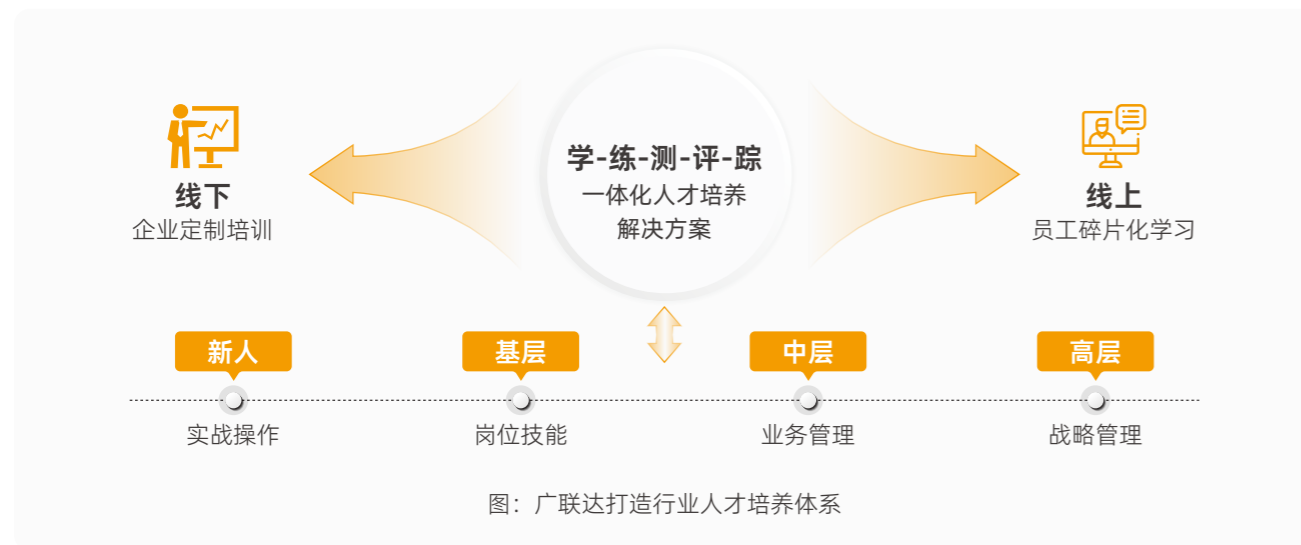 学-练-测-评-踪
一体化人才培养
解决方案
线下
企业定制培训
线上
员工碎片化学习
新人
基层
中层
高层
实战操作
岗位技能
业务管理
战略管理
图：广联达打造行业人才培养体系